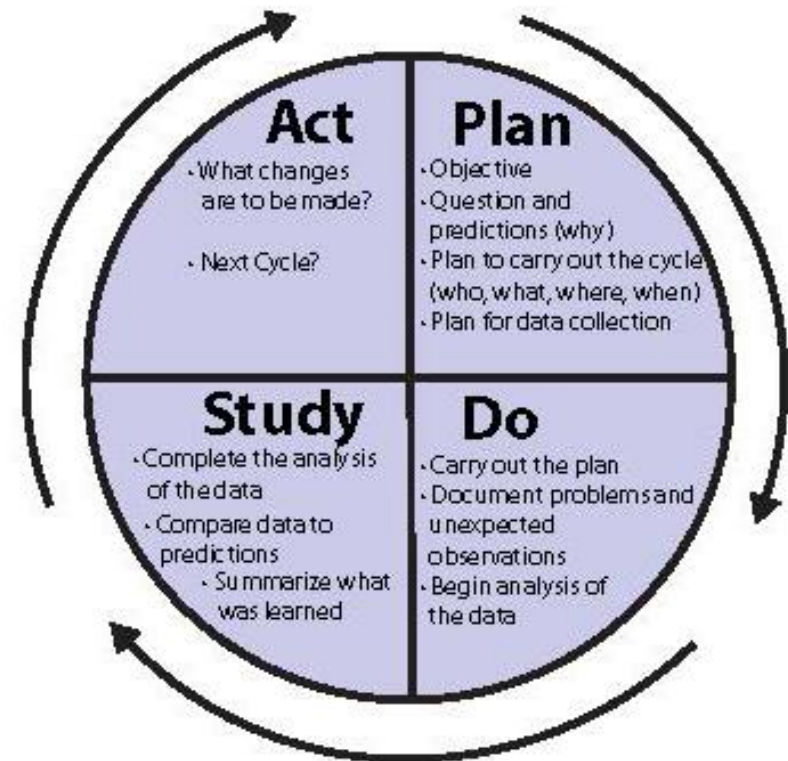 Act
· What changes
are to be made?
· Next Cycle?
Plan
· Objective
· Question and
predictions (why)
· Plan to carry out the cycle
(who, what, where, when)
· Plan for data collection
Study
· Complete the analysis
of the data
· Compare data to
predictions
· Summarize what
was learned
Do
· Carry out the plan
· Document problems and
unexpected
observations
· Begin analysis of
the data